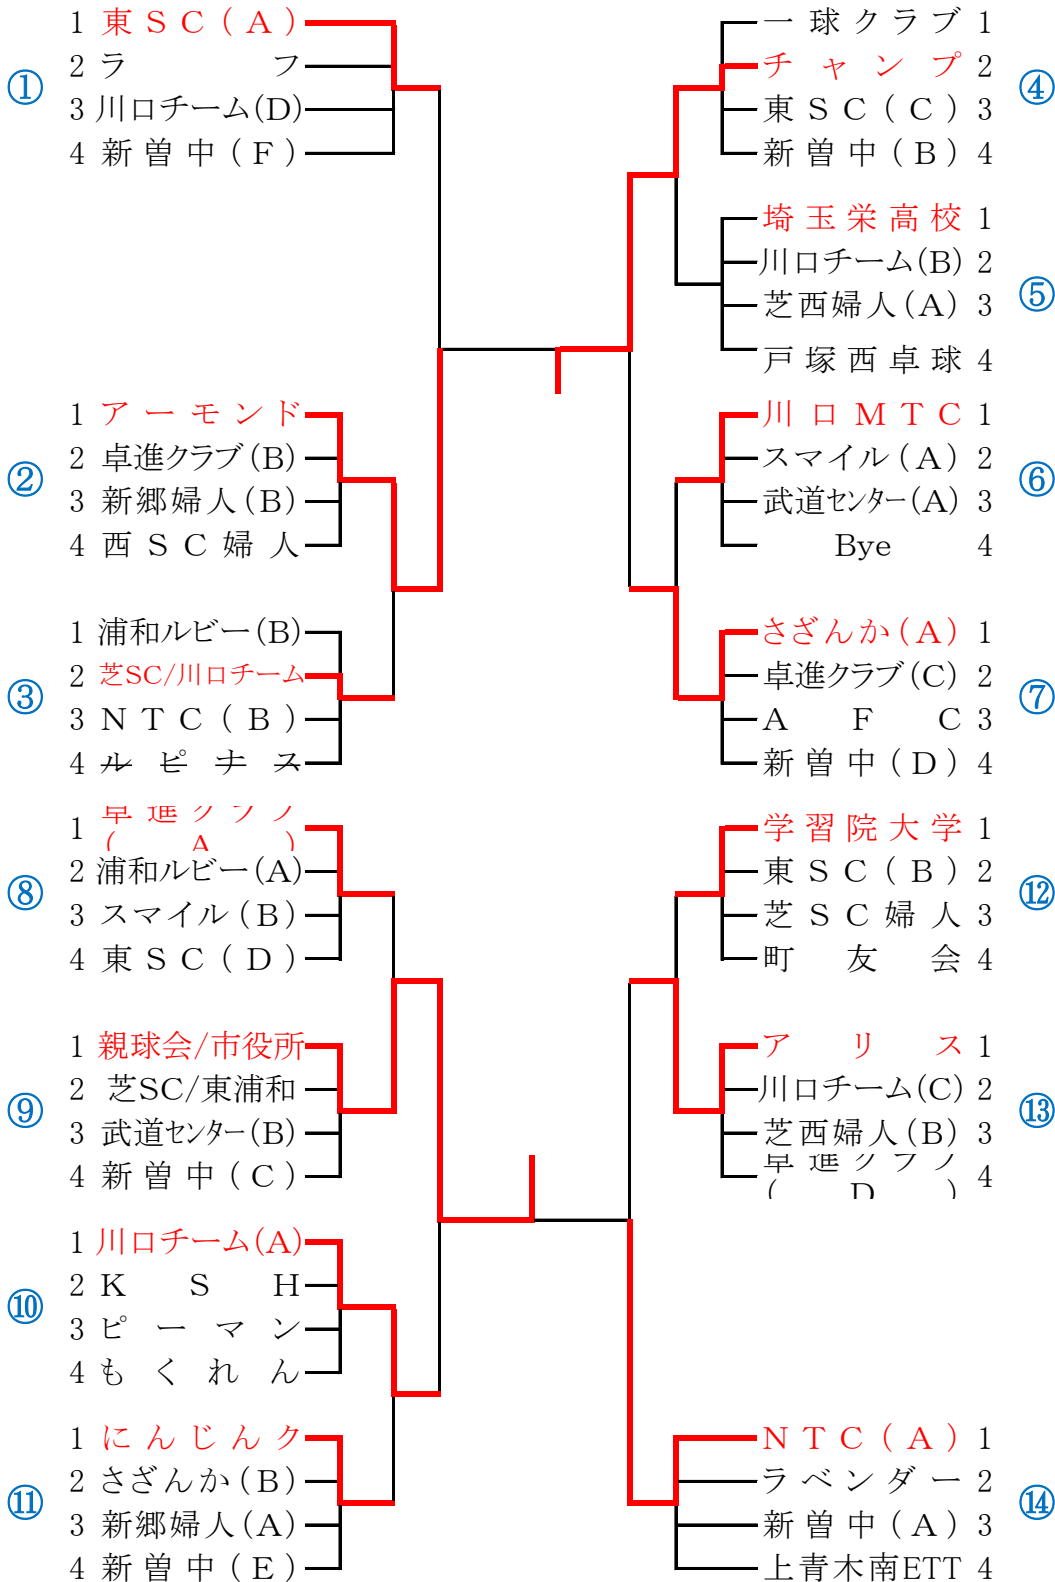 ①
1 東SC(A)
2 ラフ
3 川口チーム(D)
4 新曽中(F)
②
1 アーモンド
2 卓進クラブ(B)
3 新郷婦人(B)
4 西SC婦人
③
1 浦和ルビー(B)
2 芝SC/川口チーム
3 NTC(B)
4 ルピナス
④
一球クラブ 1
チャンプ 2
東SC(C) 3
新曽中(B) 4
⑤
埼玉栄高校 1
川口チーム(B) 2
芝西婦人(A) 3
戸塚西卓球 4
⑥
川口MTC 1
スマイル(A) 2
武道センター(A) 3
Bye 4
⑦
さざんか(A) 1
卓進クラブ(C) 2
AFC 3
新曽中(D) 4
⑧
1 卓進クラブ(A)
2 浦和ルビー(A)
3 スマイル(B)
4 東SC(D)
⑨
1 親球会/市役所
2 芝SC/東浦和
3 武道センター(B)
4 新曽中(C)
⑩
1 川口チーム(A)
2 KSH
3 ピーマン
4 もくれん
⑪
1 にんじんク
2 さざんか(B)
3 新郷婦人(A)
4 新曽中(E)
⑫
学習院大学 1
東SC(B) 2
芝SC婦人 3
町友会 4
⑬
アリス 1
川口チーム(C) 2
芝西婦人(B) 3
卓進クラブ(D) 4
⑭
NTC(A) 1
ラベンダー 2
新曽中(A) 3
上青木南ETT 4